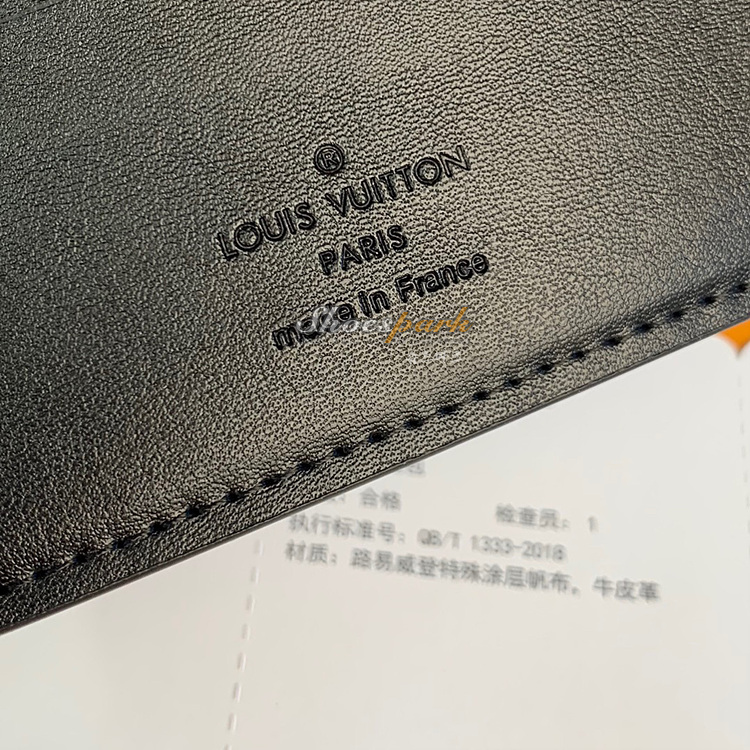 ®
LOUIS VUITTON
PARIS
made in France
Shoespark
包
合格 检查员: 1
执行标准号: QB/T 1333-2018
材质: 路易威登特殊涂层帆布, 牛皮革